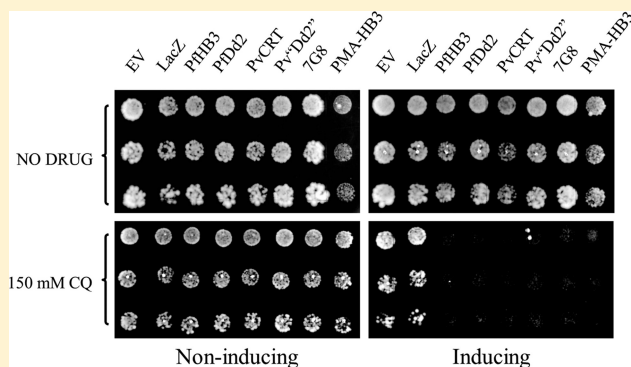 EV LacZ PfHB3 PfDd2 PvCRT Pv“Dd2” 7G8 PMA-HB3 EV LacZ PfHB3 PfDd2 PvCRT Pv“Dd2” 7G8 PMA-HB3
NO DRUG
150 mM CQ
Non-inducing Inducing